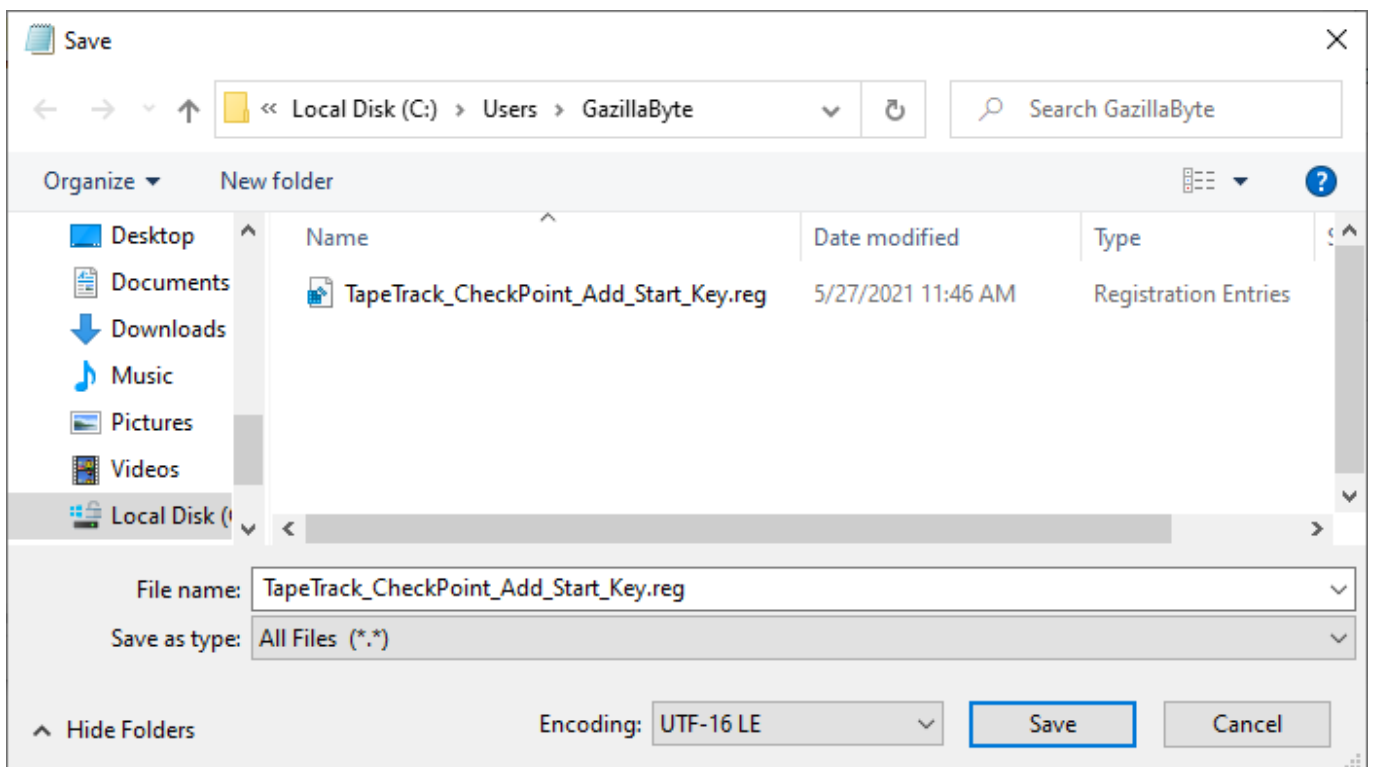 Save
« Local Disk (C:) > Users > GazillaByte
Search GazillaByte
Organize
New folder
?
Desktop
Documents
Downloads
Music
Pictures
Videos
Local Disk (
Name Date modified Type
TapeTrack_CheckPoint_Add_Start_Key.reg 5/27/2021 11:46 AM Registration Entries
File name: TapeTrack_CheckPoint_Add_Start_Key.reg
Save as type: All Files (*.*)
Hide Folders
Encoding: UTF-16 LE
Save
Cancel